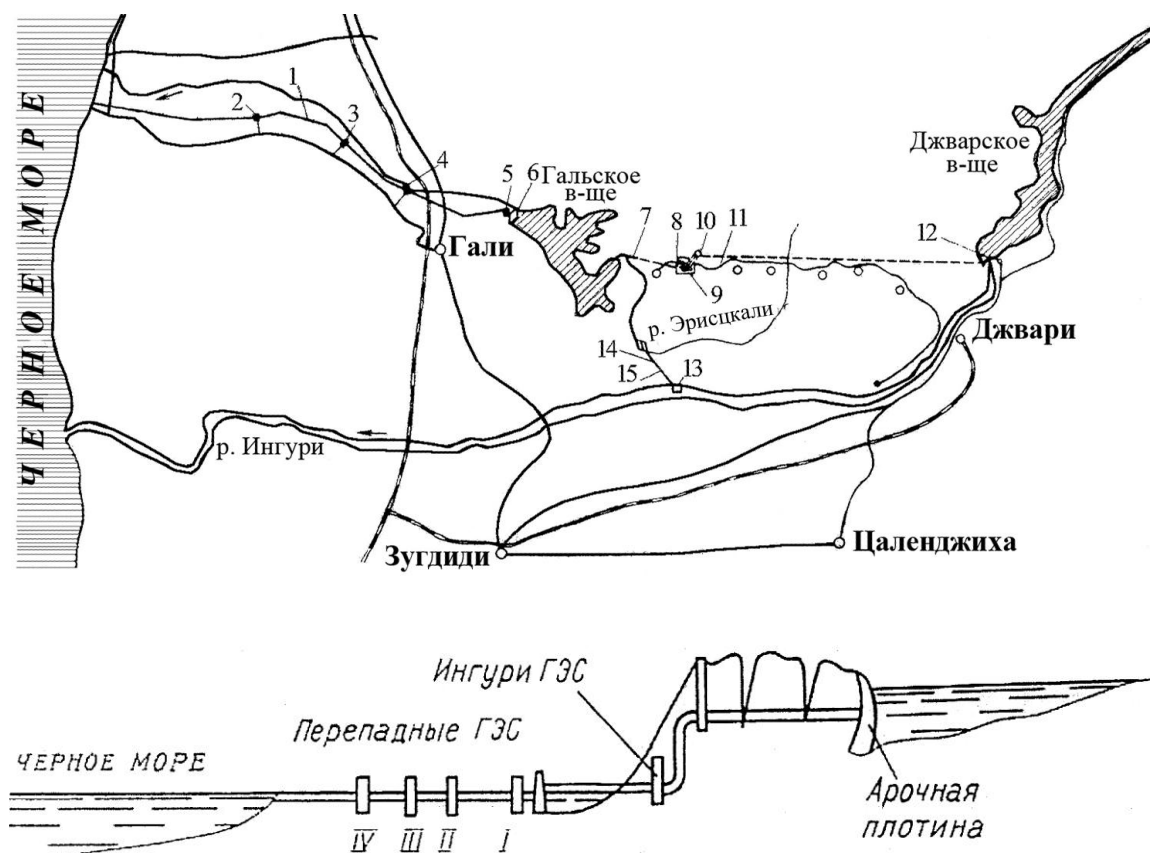 ЧЕРНОЕ МОРЕ
1
2
3
4
5
6
Гальское
в-ще
Гали
7
8
10
11
9
Джварское
в-ще
12
р. Эрисцкали
Джвари
14
15
13
р. Ингури
Зугдиди
Цаленджиха
Ингури ГЭС
Перепадные ГЭС
ЧЕРНОЕ МОРЕ
Арочная
плотина
IV III II I